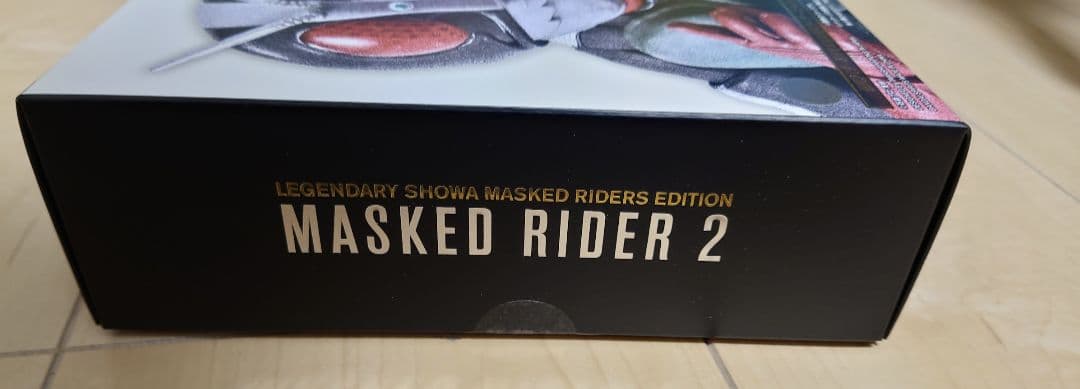 LEGENDARY SHOWA MASKED RIDERS EDITION
MASKED RIDER 2